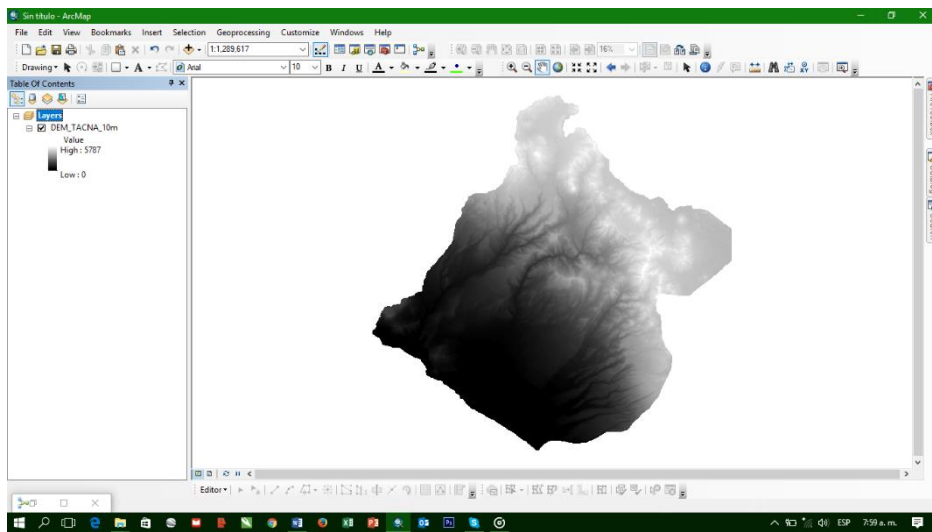 Sin título - ArcMap
File Edit View Bookmarks Insert Selection Geoprocessing Customize Windows Help
1:1,289,617
16%
Drawing
Arial
10
B I U A
Table Of Contents
Layers
DEM_TACNA_10m
Value
High : 5787
Low : 0
Editor
ESP
7:59 a. m.